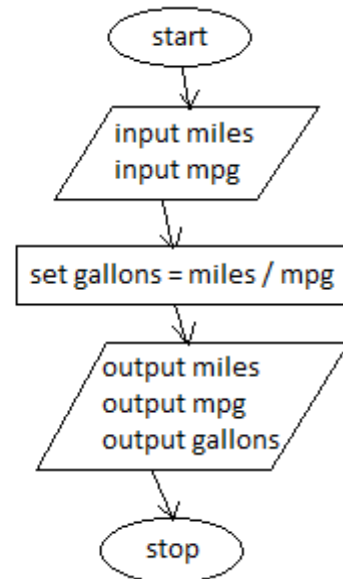 start
input miles
input mpg
set gallons = miles / mpg
output miles
output mpg
output gallons
stop